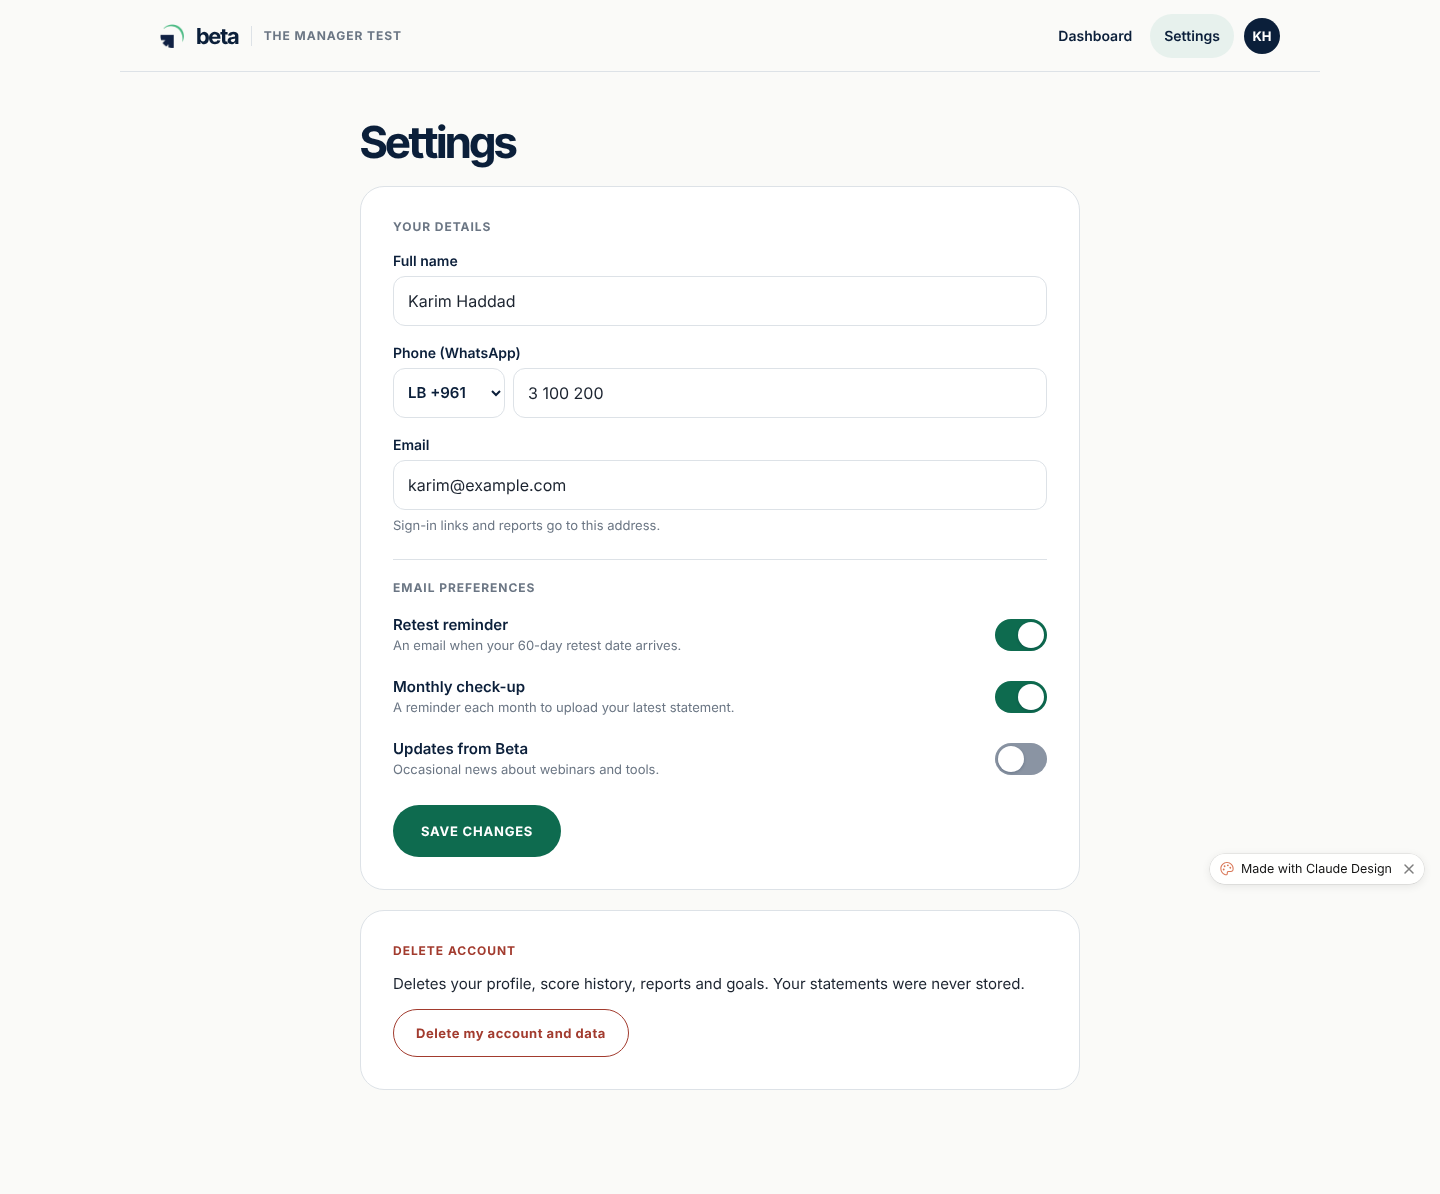 beta
THE MANAGER TEST
Dashboard
Settings
KH
Settings
YOUR DETAILS
Full name
Karim Haddad
Phone (WhatsApp)
LB +961
3 100 200
Email
karim@example.com
Sign-in links and reports go to this address.
EMAIL PREFERENCES
Retest reminder
An email when your 60-day retest date arrives.
Monthly check-up
A reminder each month to upload your latest statement.
Updates from Beta
Occasional news about webinars and tools.
SAVE CHANGES
Made with Claude Design
DELETE ACCOUNT
Deletes your profile, score history, reports and goals. Your statements were never stored.
Delete my account and data